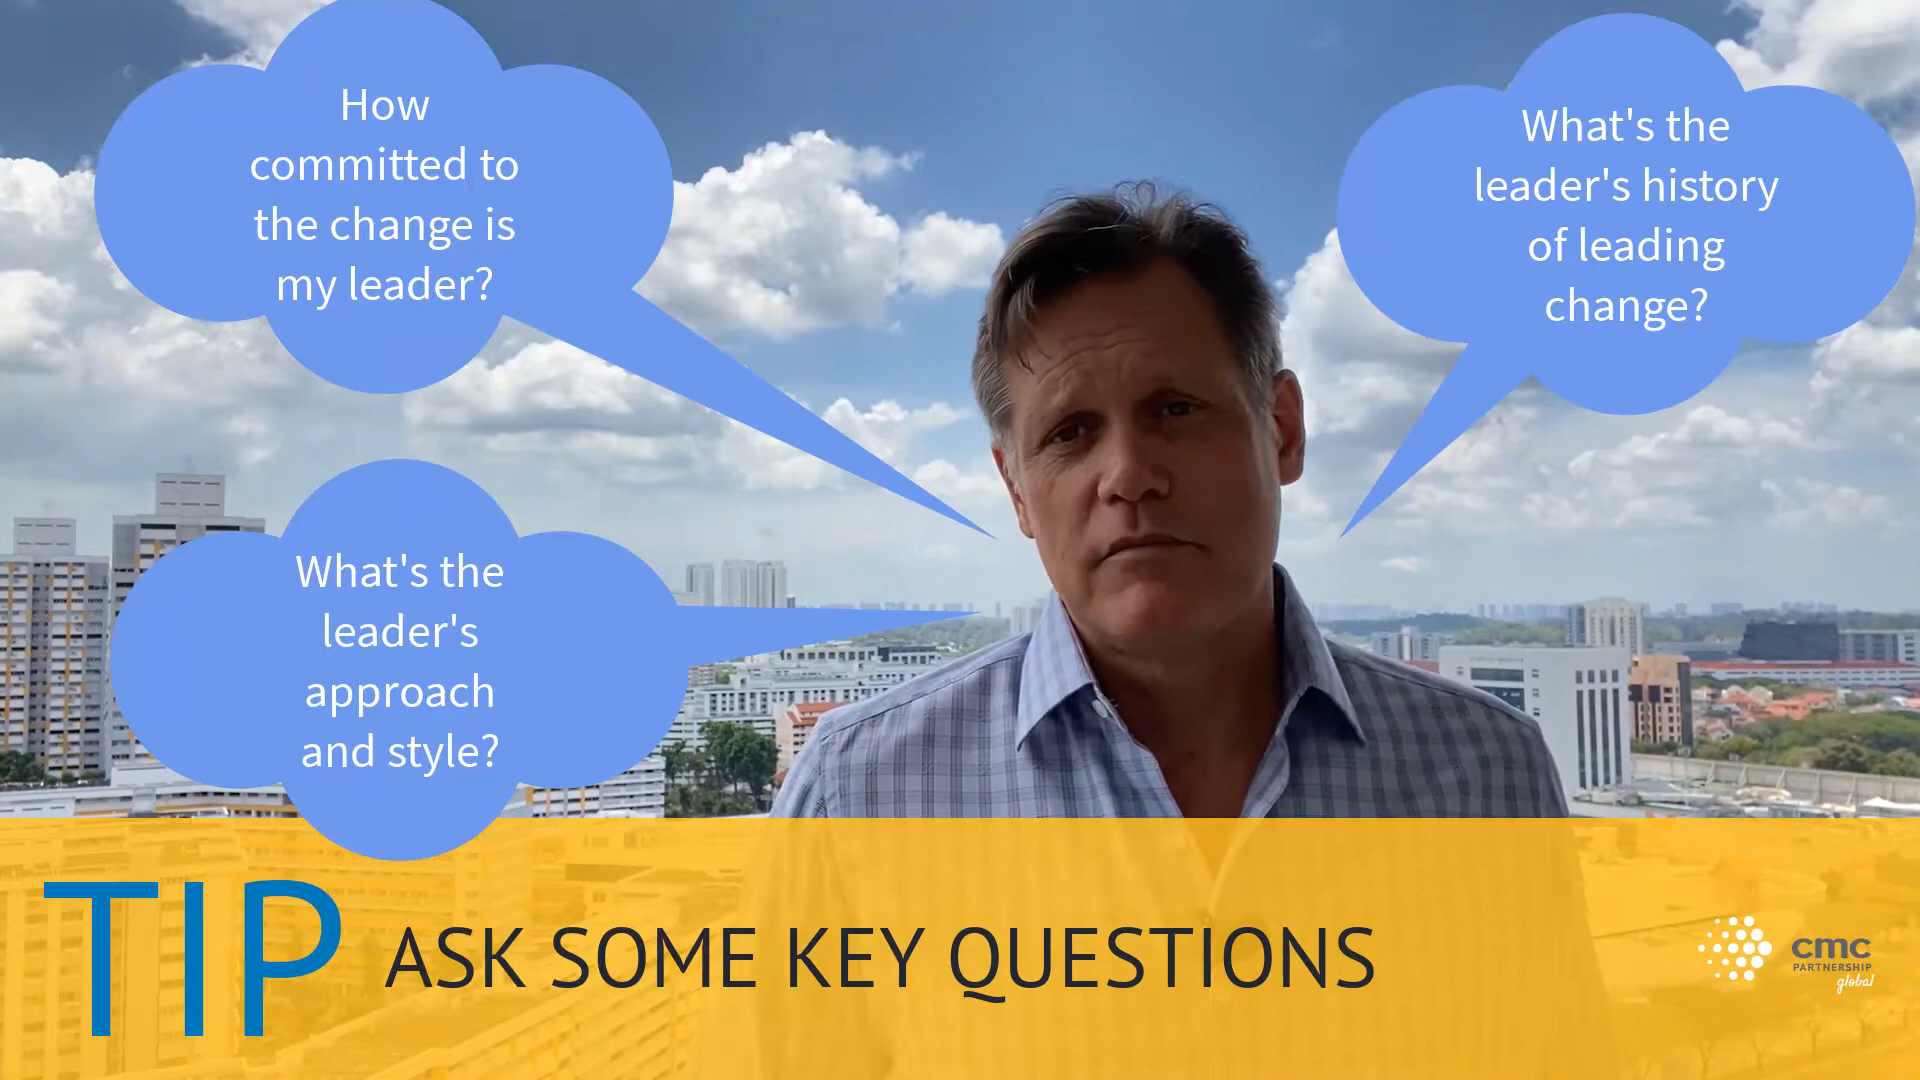 How
committed to
the change is
my leader?
What's the
leader's history
of leading
change?
What's the
leader's
approach
and style?
TIP
ASK SOME KEY QUESTIONS
cmc
PARTNERSHIP
global